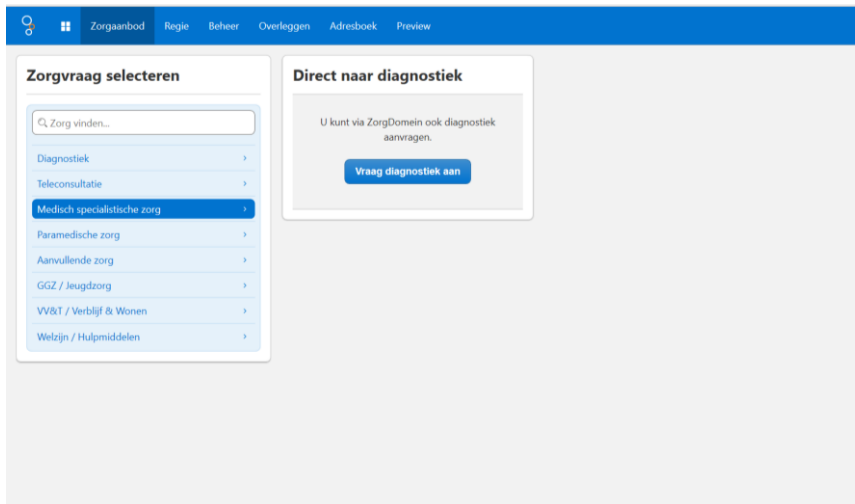 Zorgaanbod Regie Beheer Overleggen Adresboek Preview
Zorgvraag selecteren
Zorg vinden...
Diagnostiek
Teleconsultatie
Medisch specialistische zorg
Paramedische zorg
Aanvullende zorg
GGZ / Jeugdzorg
VV&T / Verblijf & Wonen
Welzijn / Hulpmiddelen
Direct naar diagnostiek
U kunt via ZorgDomein ook diagnostiek
aanvragen.
Vraag diagnostiek aan